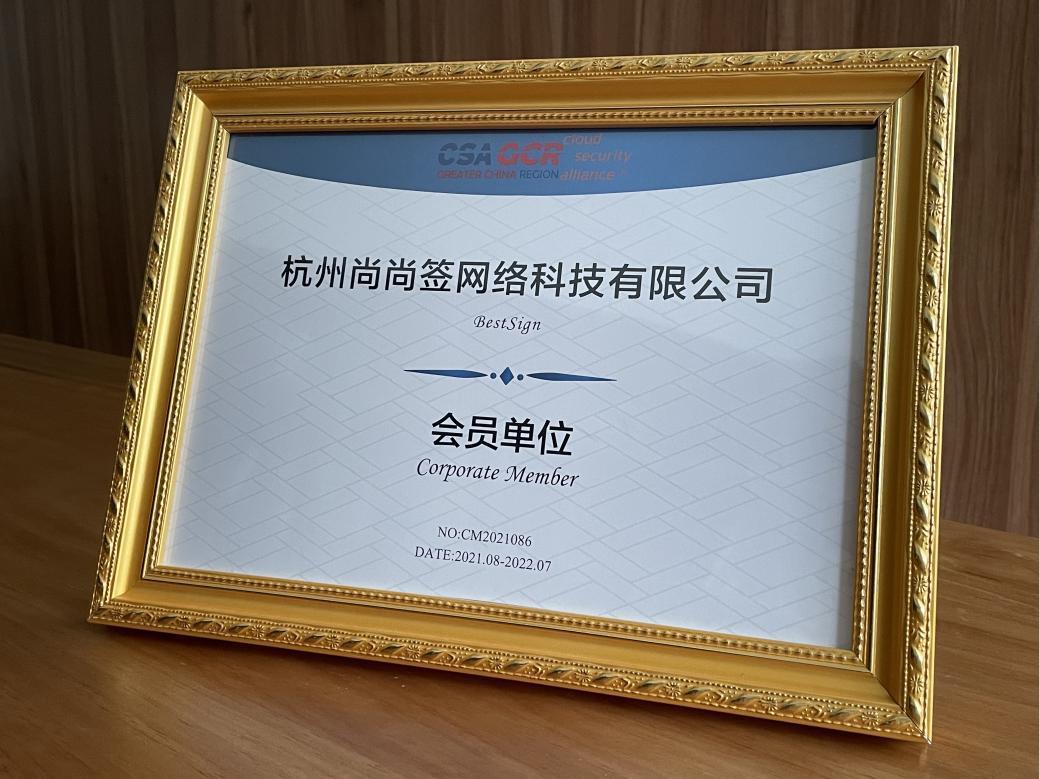 CSA GCR cloud security alliance
GREATER CHINA REGION
杭州尚尚签网络科技有限公司
BestSign
会员单位
Corporate Member
NO:CM2021086
DATE:2021.08-2022.07